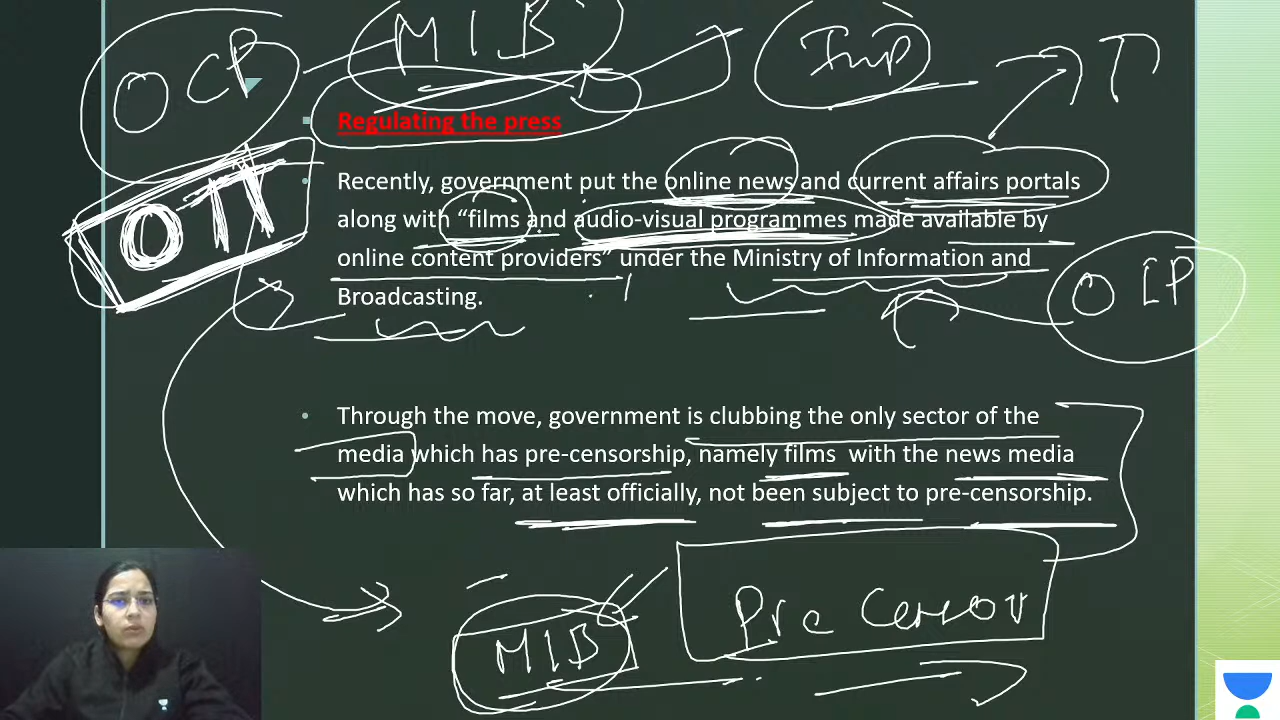 OCP
MIB
Imp
Regulating the press
OTT
Recently, government put the online news and current affairs portals
along with “films and audio-visual programmes made available by
online content providers” under the Ministry of Information and
Broadcasting.
OCP
Through the move, government is clubbing the only sector of the
media which has pre-censorship, namely films with the news media
which has so far, at least officially, not been subject to pre-censorship.
MIB
Pre Censor